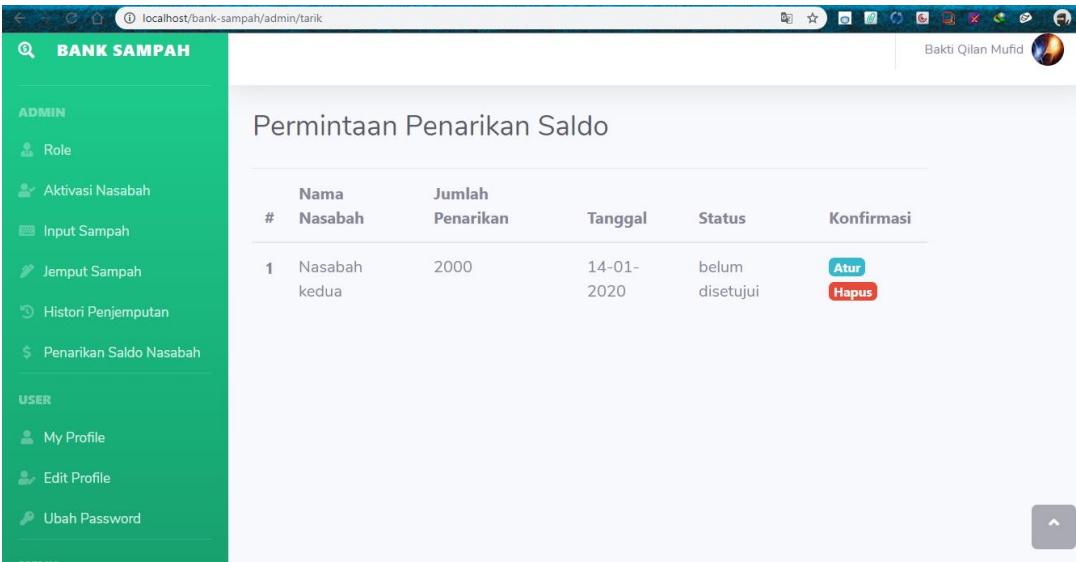 localhost/bank-sampah/admin/tarik
BANK SAMPAH
Bakti Qilan Mufid
ADMIN
Role
Aktivasi Nasabah
Input Sampah
Jemput Sampah
Histori Penjemputan
Penarikan Saldo Nasabah
USER
My Profile
Edit Profile
Ubah Password
Permintaan Penarikan Saldo
# Nama Nasabah Jumlah Penarikan Tanggal Status Konfirmasi
1 Nasabah kedua 2000 14-01-2020 belum disetujui Atur Hapus